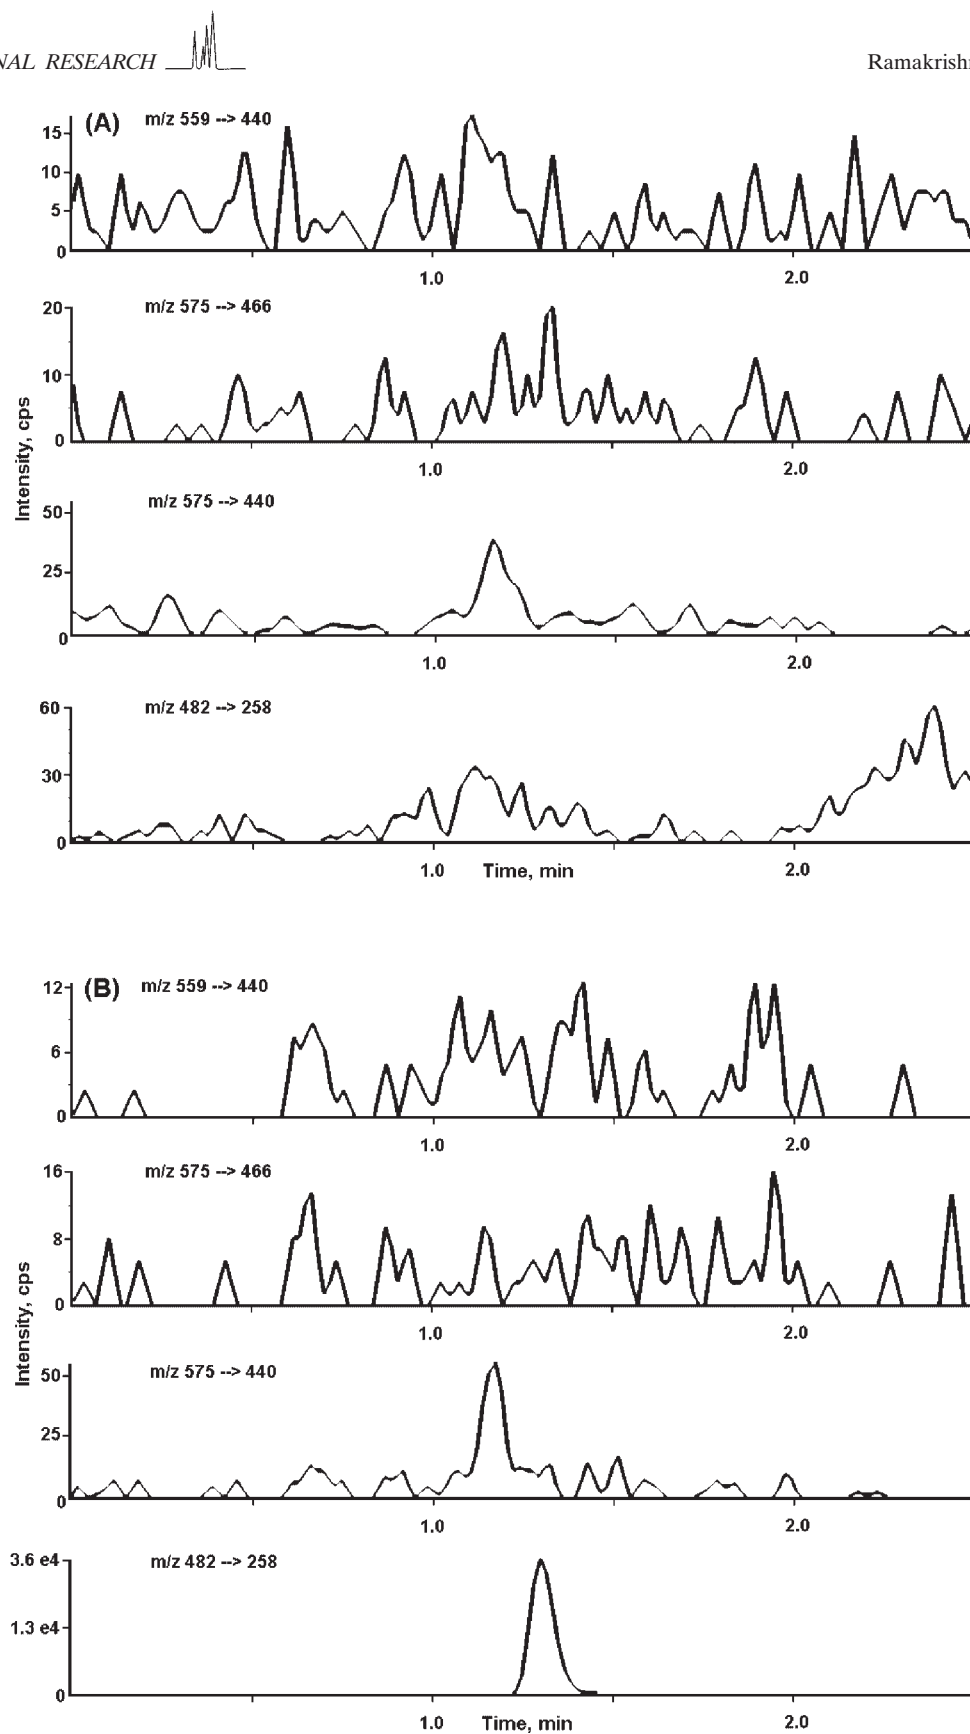 NAL RESEARCH
Ramakrish
(A) m/z 559 --> 440
15
10
5
0
1.0 2.0
m/z 575 --> 466
20
10
0
1.0 2.0
Intensity, cps
m/z 575 --> 440
50
25
0
1.0 2.0
m/z 482 --> 258
60
30
0
1.0 Time, min 2.0
(B) m/z 559 --> 440
12
6
0
1.0 2.0
m/z 575 --> 466
16
8
0
1.0 2.0
Intensity, cps
m/z 575 --> 440
50
25
0
1.0 2.0
m/z 482 --> 258
3.6 e4
1.3 e4
0
1.0 Time, min 2.0